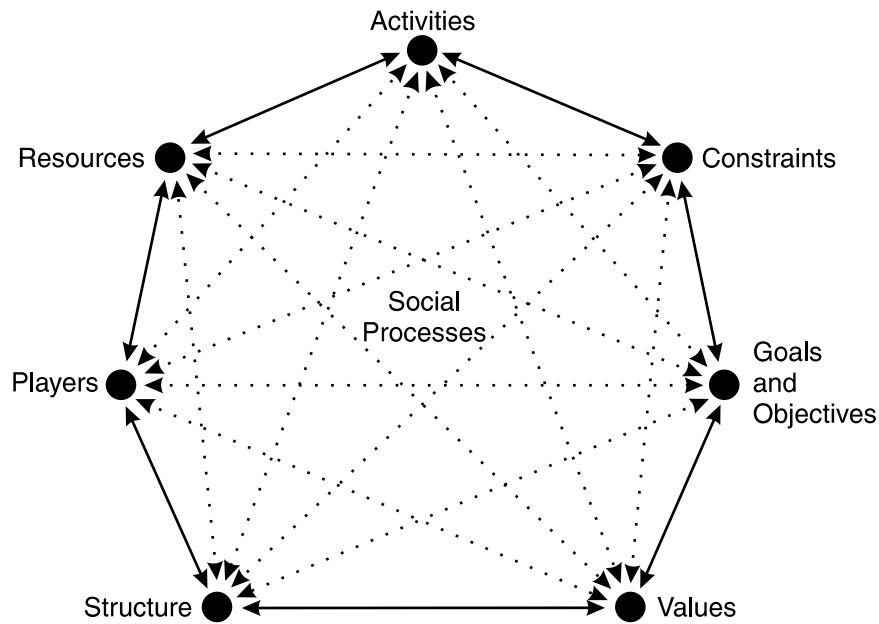 Activities
Resources
Constraints
Social
Processes
Players
Goals
and
Objectives
Structure
Values